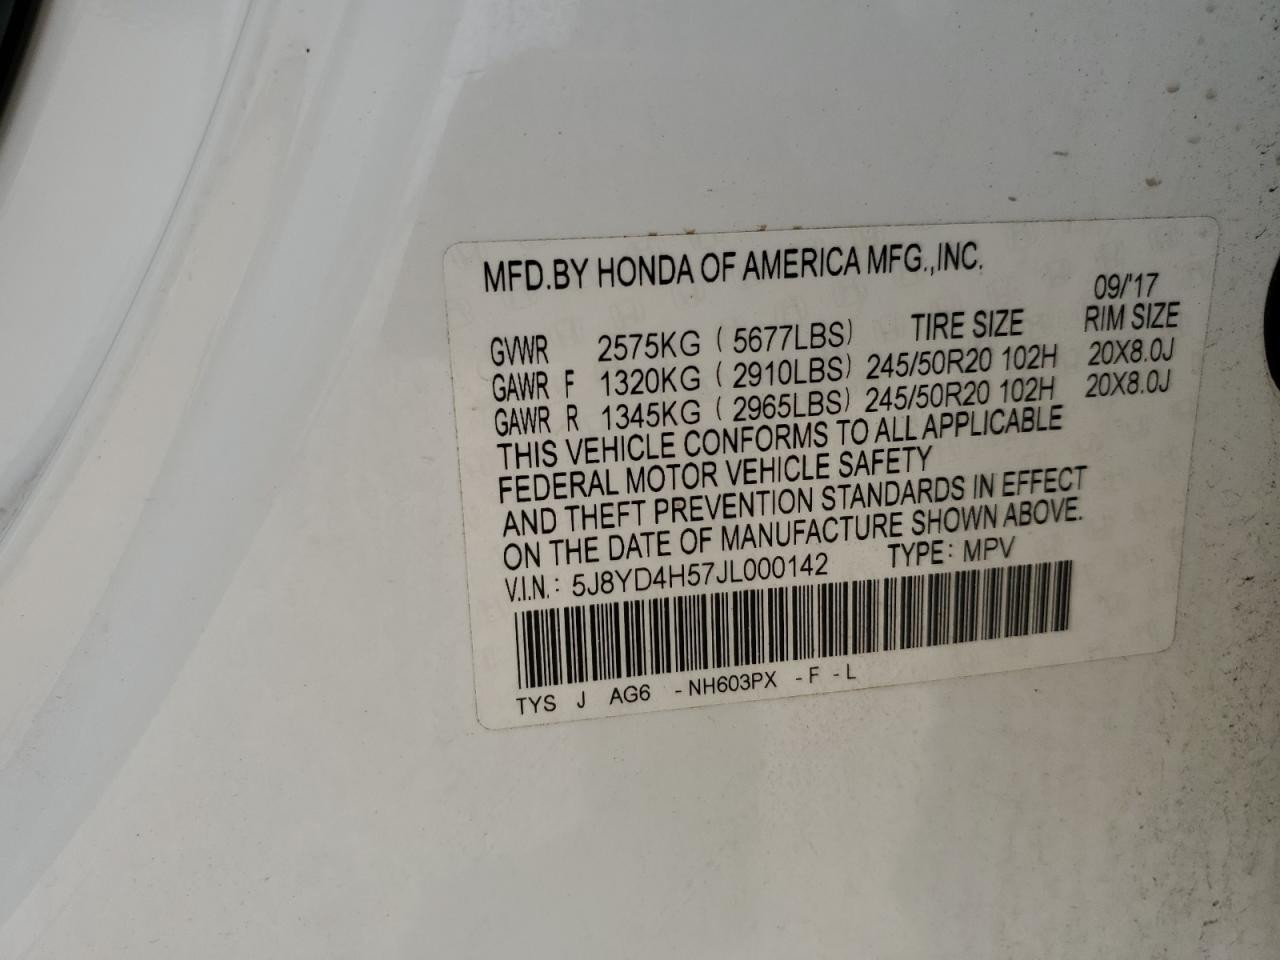 MFD.BY HONDA OF AMERICA MFG.,INC.
09/'17
GVWR 2575KG ( 5677LBS) TIRE SIZE RIM SIZE
GAWR F 1320KG ( 2910LBS) 245/50R20 102H 20X8.0J
GAWR R 1345KG ( 2965LBS) 245/50R20 102H 20X8.0J
THIS VEHICLE CONFORMS TO ALL APPLICABLE
FEDERAL MOTOR VEHICLE SAFETY
AND THEFT PREVENTION STANDARDS IN EFFECT
ON THE DATE OF MANUFACTURE SHOWN ABOVE.
V.I.N.: 5J8YD4H57JL000142 TYPE: MPV
TYS J AG6 -NH603PX -F -L